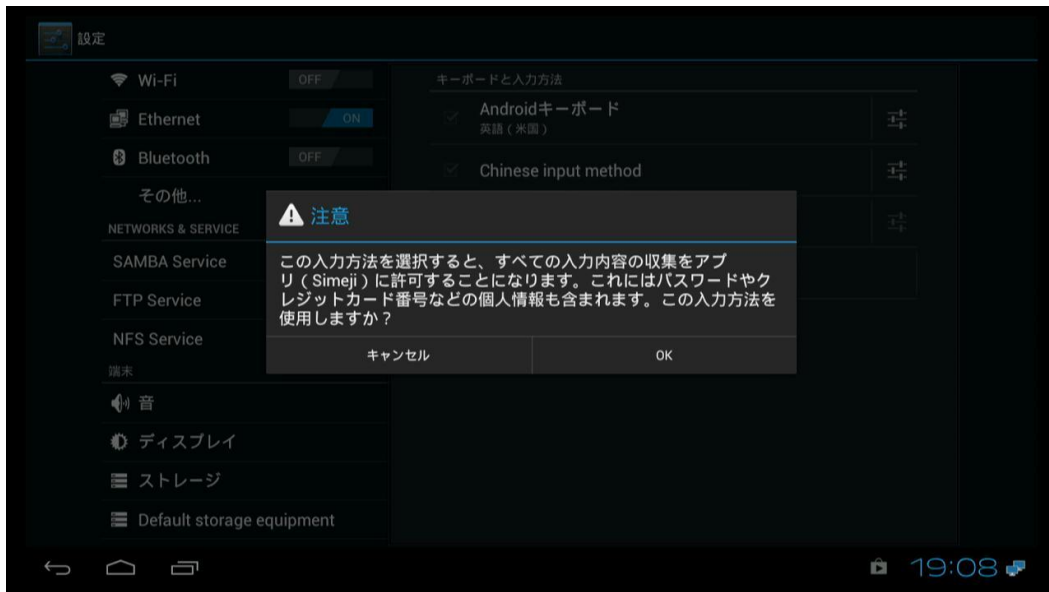 設定
Wi-Fi OFF
Ethernet ON
Bluetooth OFF
その他...
NETWORKS & SERVICE
SAMBA Service
FTP Service
NFS Service
端末
音
ディスプレイ
ストレージ
Default storage equipment
キーボードと入力方法
Androidキーボード
英語（米国）
Chinese input method
注意
この入力方法を選択すると、すべての入力内容の収集をアプ
リ（Simeji）に許可することになります。これにはパスワードやク
レジットカード番号などの個人情報も含まれます。この入力方法を
使用しますか？
キャンセル OK
19:08